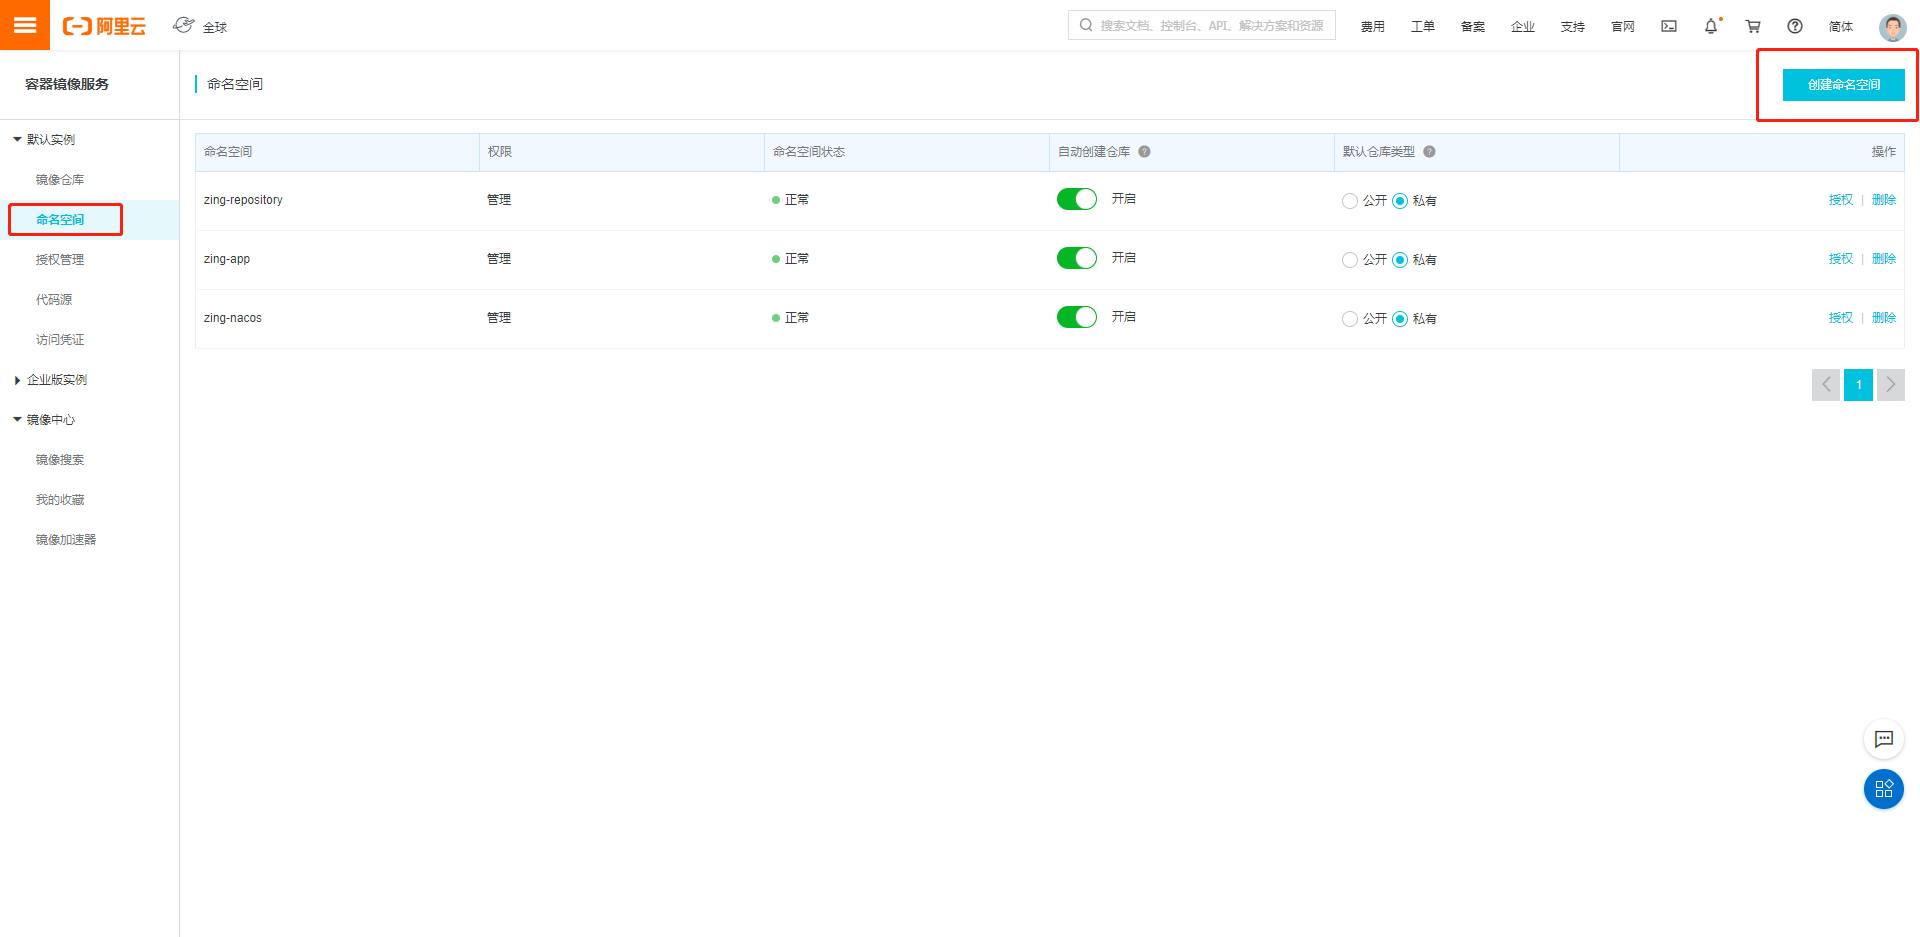 阿里云
全球
搜索文档、控制台、API、解决方案和资源
费用
工单
备案
企业
支持
官网
简体
容器镜像服务
默认实例
镜像仓库
命名空间
授权管理
代码源
访问凭证
企业版实例
镜像中心
镜像搜索
我的收藏
镜像加速器
命名空间
创建命名空间
命名空间 权限 命名空间状态 自动创建仓库 默认仓库类型 操作
zing-repository 管理 正常 开启 公开 私有 授权 | 删除
zing-app 管理 正常 开启 公开 私有 授权 | 删除
zing-nacos 管理 正常 开启 公开 私有 授权 | 删除
1